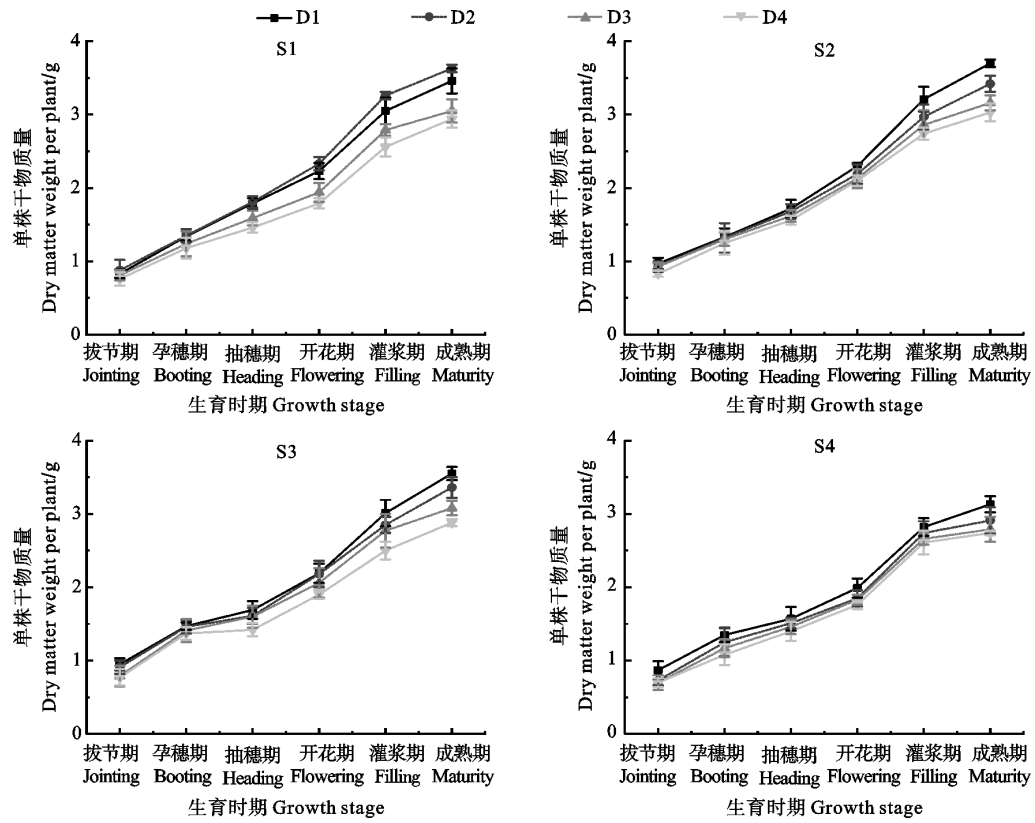 D1 D2 D3 D4
S1
单株干物质量
Dry matter weight per plant/g
4
3
2
1
0
拔节期 孕穗期 抽穗期 开花期 灌浆期 成熟期
Jointing Booting Heading Flowering Filling Maturity
生育时期 Growth stage
S2
单株干物质量
Dry matter weight per plant/g
4
3
2
1
0
拔节期 孕穗期 抽穗期 开花期 灌浆期 成熟期
Jointing Booting Heading Flowering Filling Maturity
生育时期 Growth stage
S3
单株干物质量
Dry matter weight per plant/g
4
3
2
1
0
拔节期 孕穗期 抽穗期 开花期 灌浆期 成熟期
Jointing Booting Heading Flowering Filling Maturity
生育时期 Growth stage
S4
单株干物质量
Dry matter weight per plant/g
4
3
2
1
0
拔节期 孕穗期 抽穗期 开花期 灌浆期 成熟期
Jointing Booting Heading Flowering Filling Maturity
生育时期 Growth stage